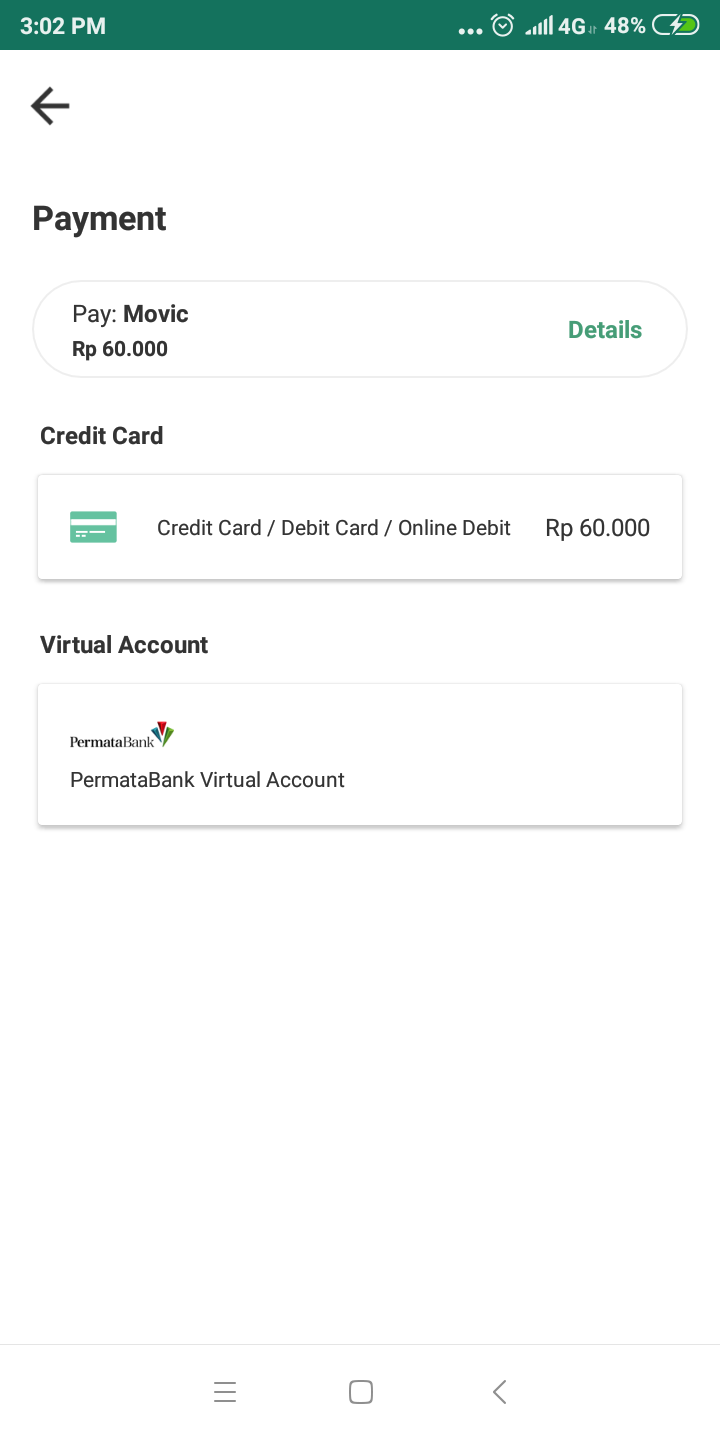 3:02 PM
4G 48%
Payment
Pay: Movic
Rp 60.000
Details
Credit Card
Credit Card / Debit Card / Online Debit
Rp 60.000
Virtual Account
PermataBank
PermataBank Virtual Account